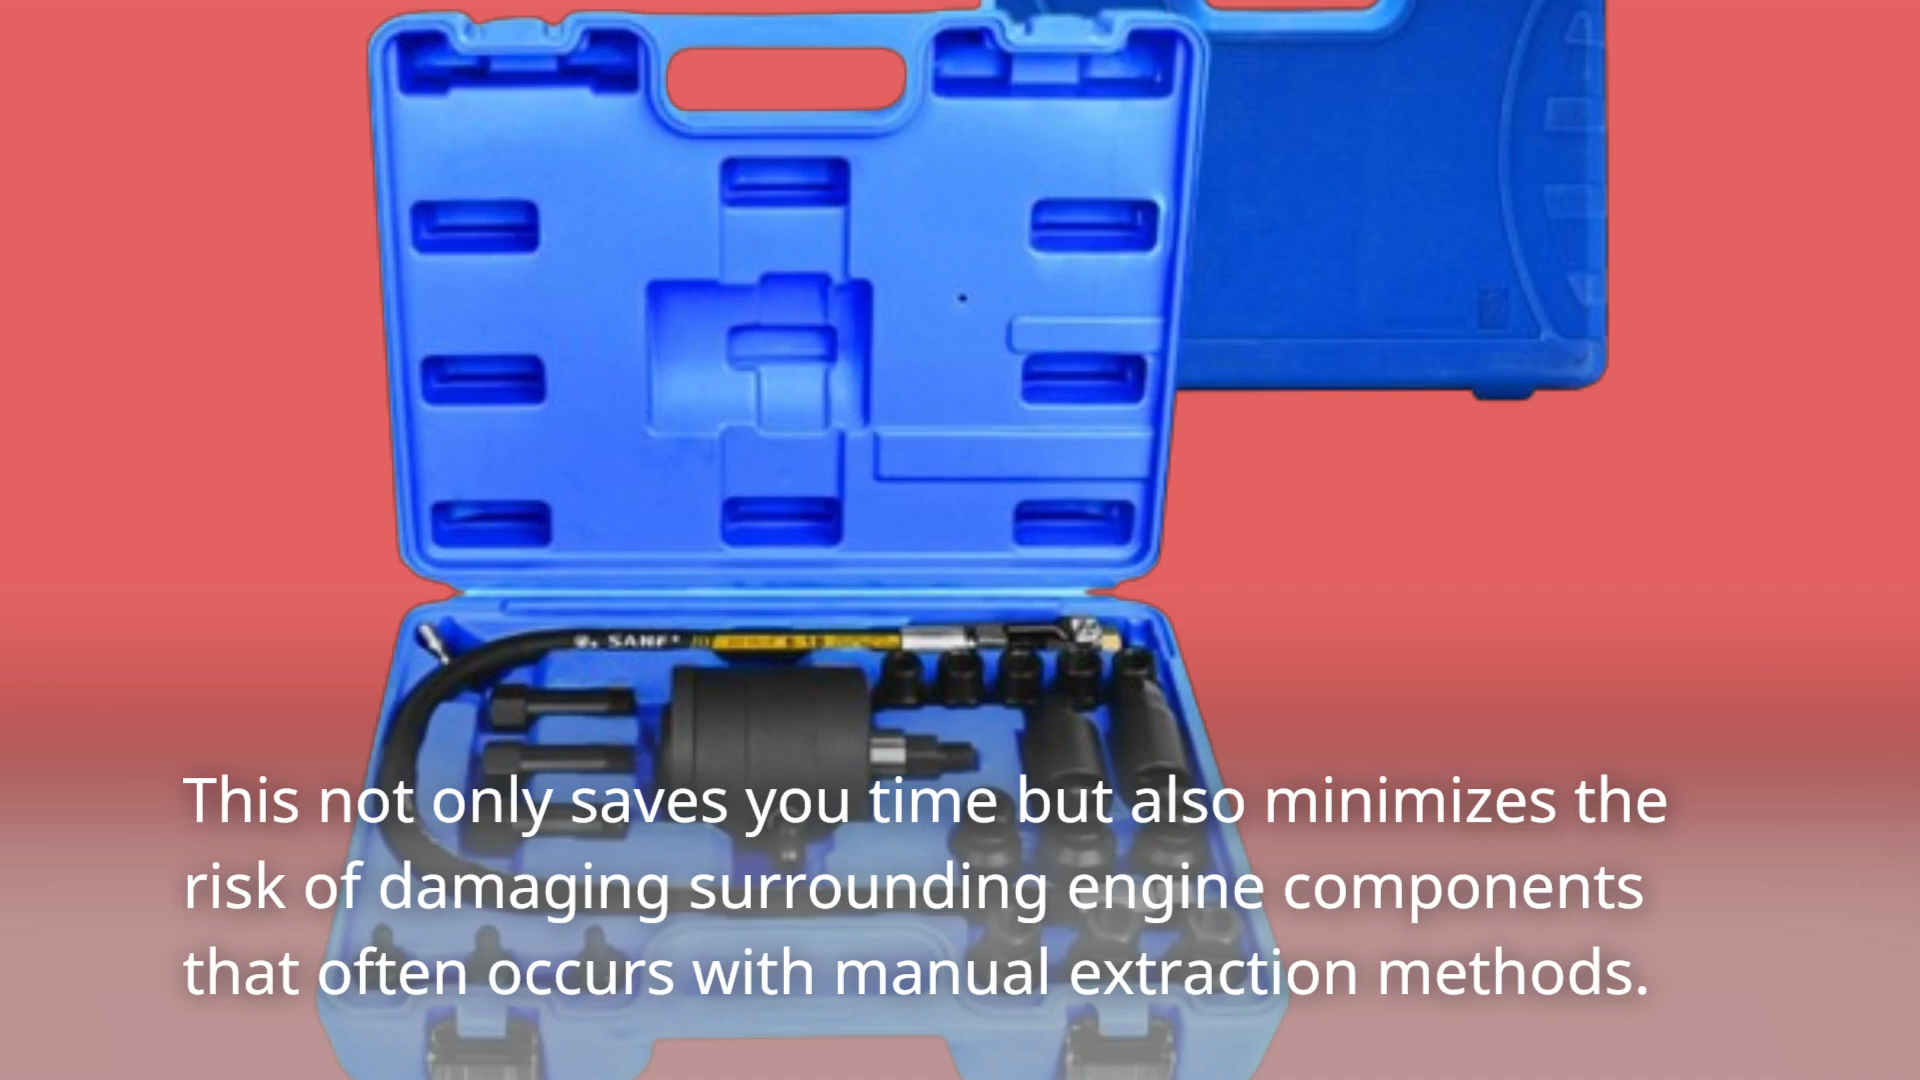 SANE
This not only saves you time but also minimizes the
risk of damaging surrounding engine components
that often occurs with manual extraction methods.